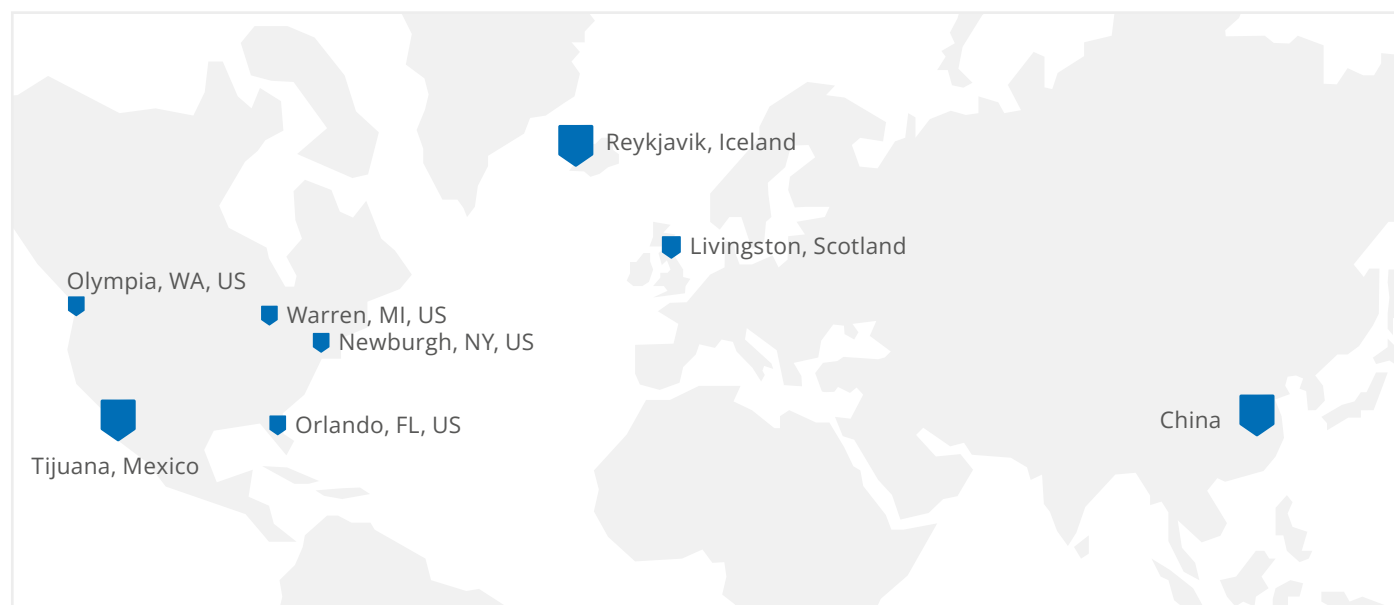 Reykjavik, Iceland
Livingston, Scotland
Olympia, WA, US
Warren, MI, US
Newburgh, NY, US
China
Orlando, FL, US
Tijuana, Mexico